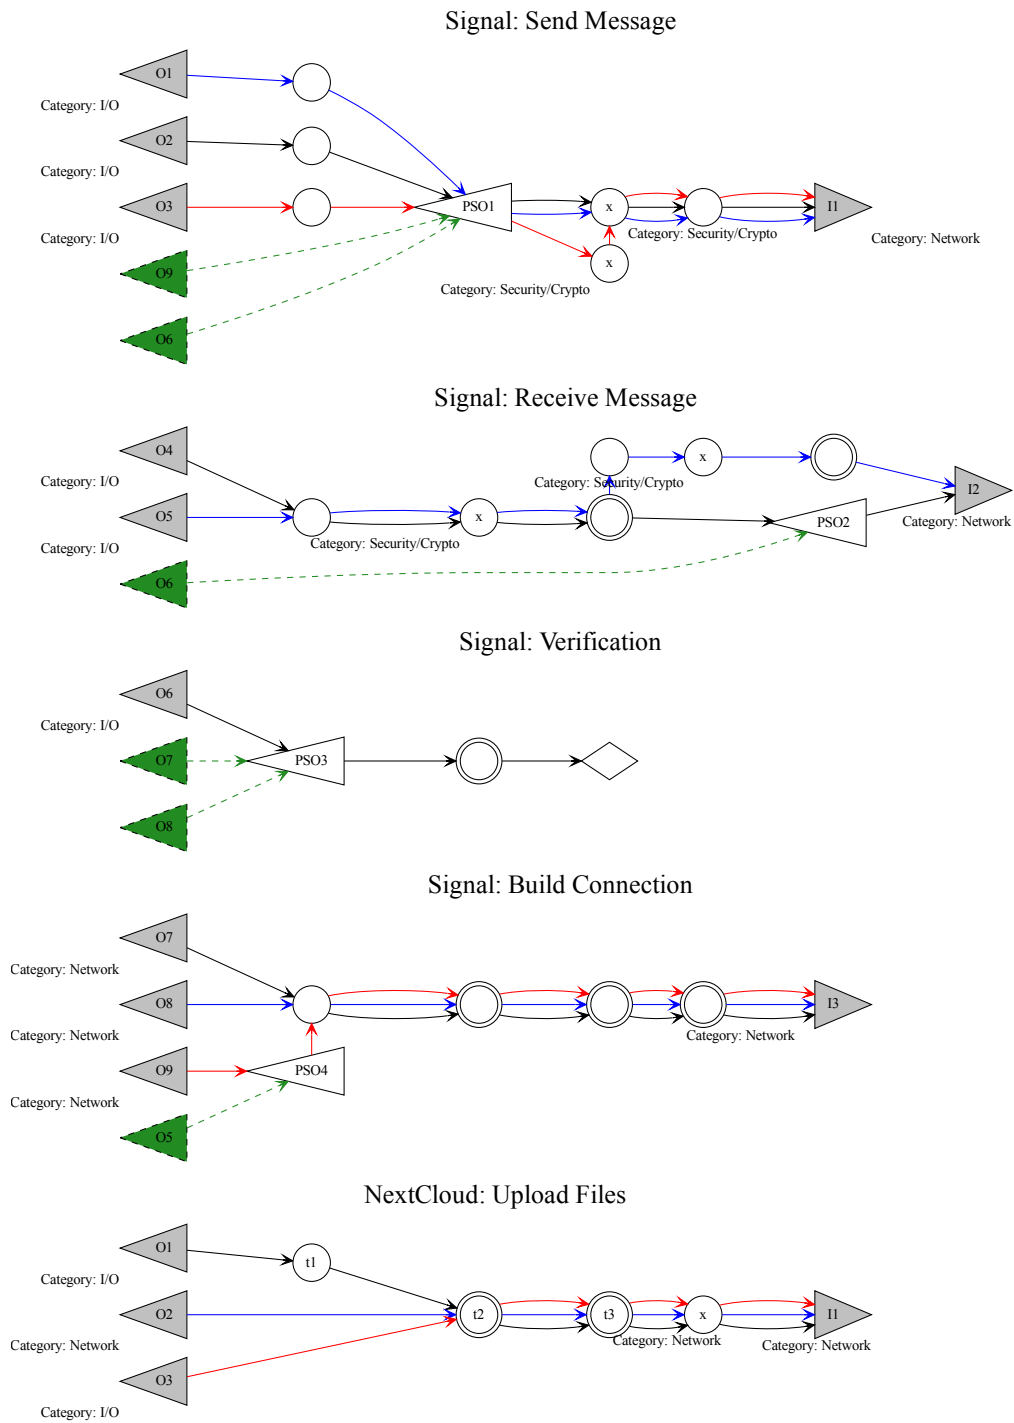 Signal: Send Message
O1
Category: I/O
O2
Category: I/O
O3
PSO1
x
I1
Category: I/O
Category: Security/Crypto
Category: Network
O9
x
Category: Security/Crypto
O6
Signal: Receive Message
O4
x
Category: I/O
Category: Security/Crypto
I2
O5
x
PSO2
Category: Network
Category: I/O
Category: Security/Crypto
O6
Signal: Verification
O6
Category: I/O
O7
PSO3
O8
Signal: Build Connection
O7
Category: Network
O8
I3
Category: Network
Category: Network
O9
PSO4
Category: Network
O5
NextCloud: Upload Files
O1
t1
Category: I/O
O2
t2
t3
x
I1
Category: Network
Category: Network
Category: Network
O3
Category: I/O